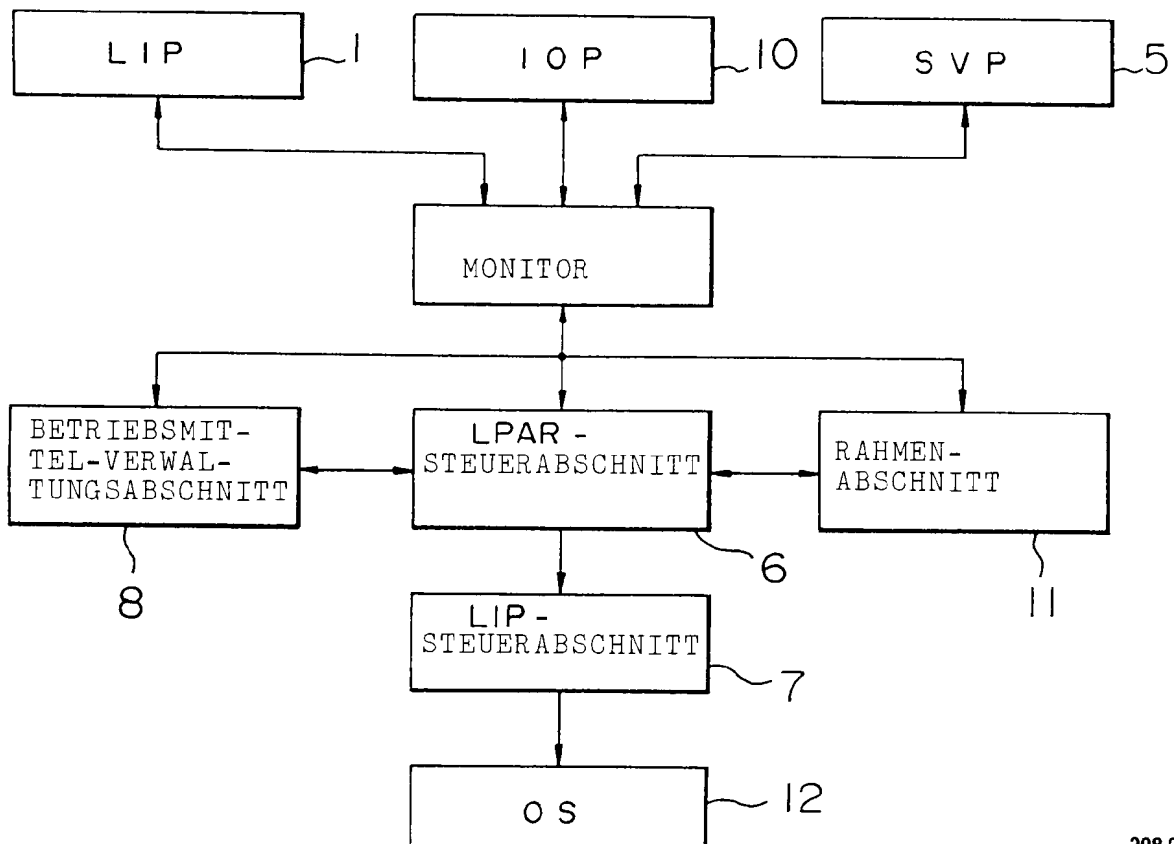 LIP
1
IOP
10
SVP
5
MONITOR
BETRIEBSMIT-
TEL-VERWAL-
TUNGSABSCHNITT
8
LPAR-
STEUERABSCHNITT
6
RAHMEN-
ABSCHNITT
11
LIP-
STEUERABSCHNITT
7
OS
12